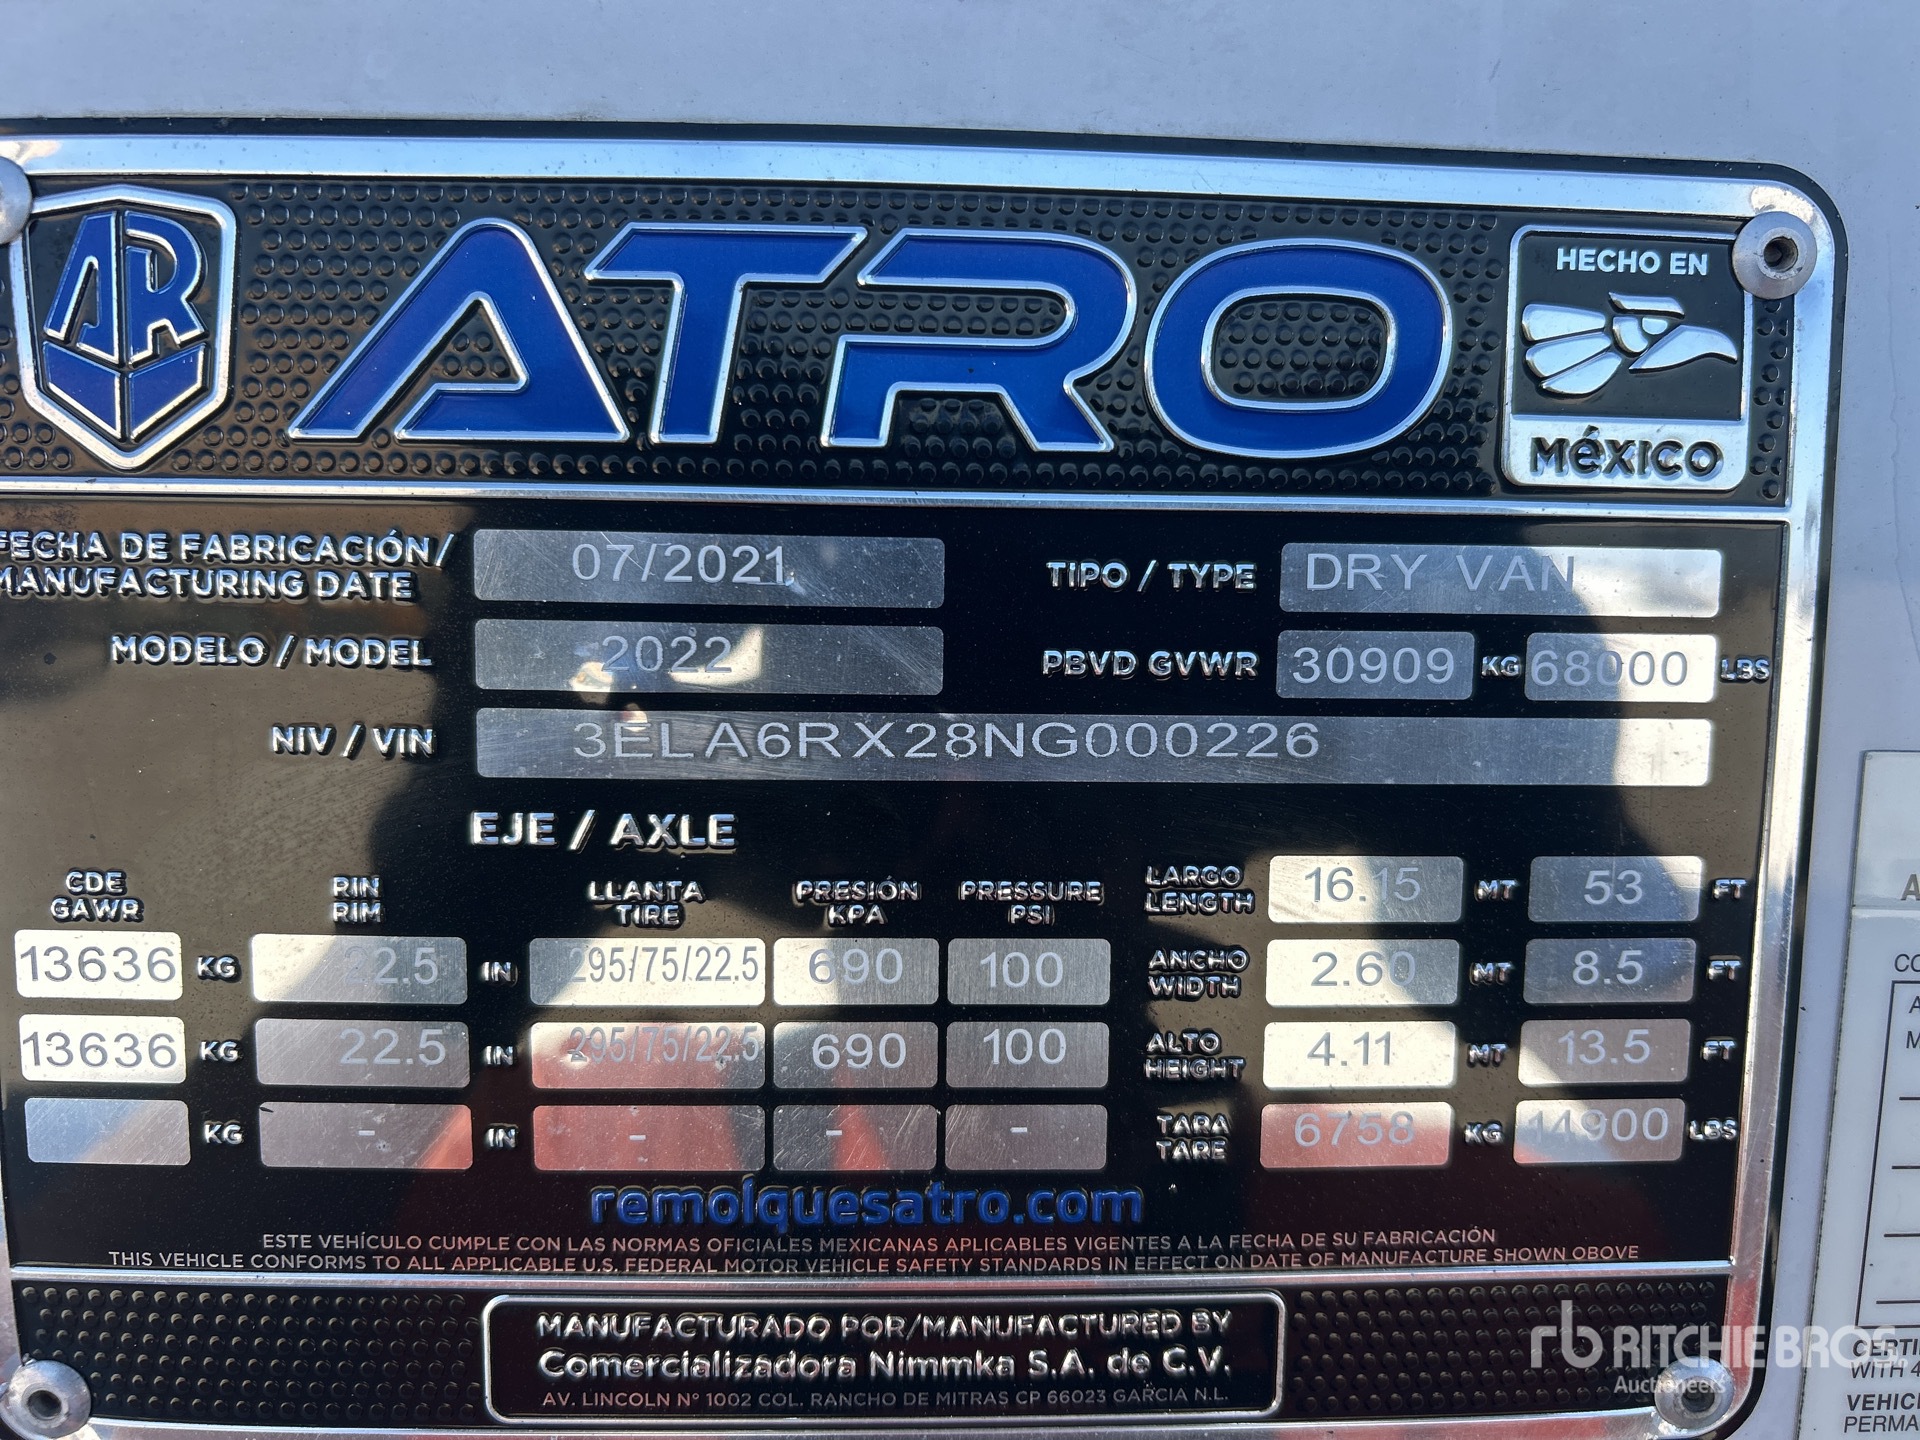 AR ATRO
HECHO EN
MéXICO
FECHA DE FABRICACIÓN/
MANUFACTURING DATE
07/2021
TIPO / TYPE DRY VAN
MODELO / MODEL 2022
PBVD GVWR 30909 KG 68000 LBS
NIV / VIN 3ELA6RX28NG000226
EJE / AXLE
CDE
GAWR
RIN
RIM
LLANTA
TIRE
PRESIÓN
KPA
PRESSURE
PSI
13636 KG 22.5 IN 295/75/22.5 690 100
13636 KG 22.5 IN 295/75/22.5 690 100
KG - IN - - -
LARGO
LENGTH
16.15 MT 53 FT
ANCHO
WIDTH
2.60 MT 8.5 FT
ALTO
HEIGHT
4.11 MT 13.5 FT
TARA
TARE
6758 KG 14900 LBS
remolquesatro.com
ESTE VEHÍCULO CUMPLE CON LAS NORMAS OFICIALES MEXICANAS APLICABLES VIGENTES A LA FECHA DE SU FABRICACIÓN
THIS VEHICLE CONFORMS TO ALL APPLICABLE U.S. FEDERAL MOTOR VEHICLE SAFETY STANDARDS IN EFFECT ON DATE OF MANUFACTURE SHOWN OBOVE
MANUFACTURADO POR/MANUFACTURED BY
Comercializadora Nimmka S.A. de C.V.
AV. LINCOLN Nº 1002 COL. RANCHO DE MITRAS CP 66023 GARCIA N.L.
rb RITCHIE BROS
Auctioneers
WITH 4
PERMA